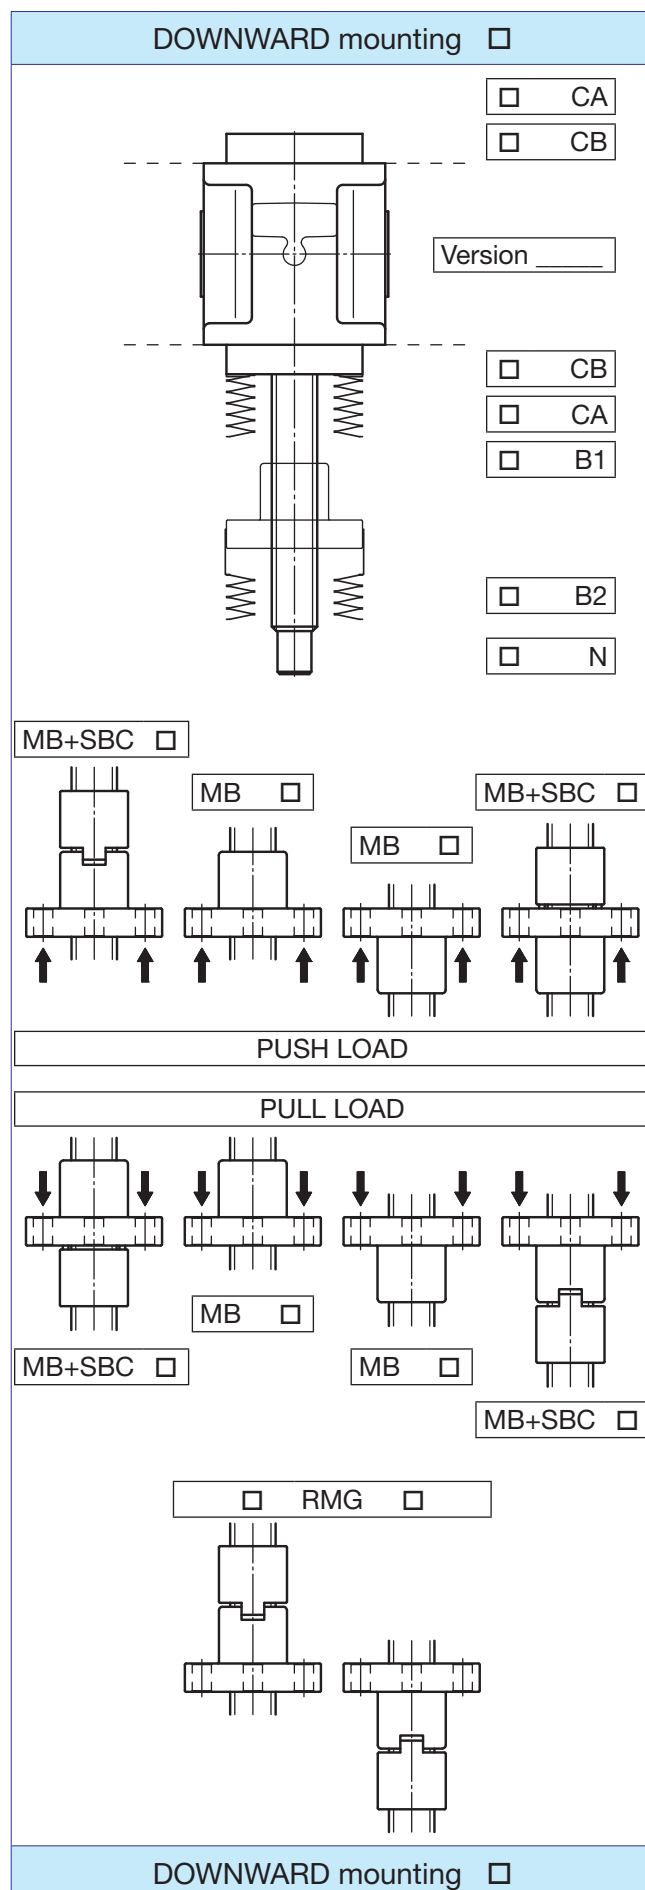 DOWNWARD mounting □
□ CA
□ CB
Version _____
□ CB
□ CA
□ B1
□ B2
□ N
MB+SBC □
MB □
MB+SBC □
MB □
PUSH LOAD
PULL LOAD
MB □
MB+SBC □
MB □
MB+SBC □
□ RMG □
DOWNWARD mounting □